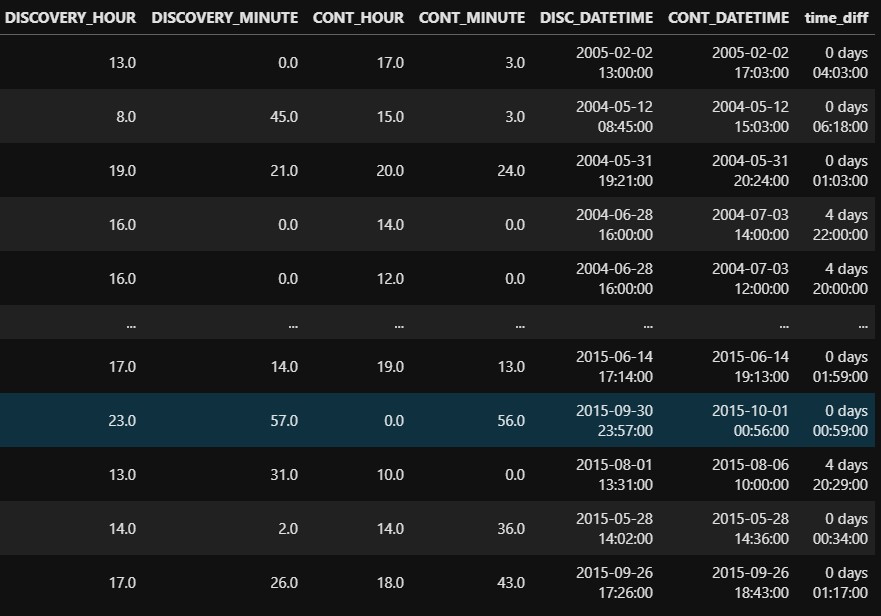 DISCOVERY_HOUR DISCOVERY_MINUTE CONT_HOUR CONT_MINUTE DISC_DATETIME CONT_DATETIME time_diff
13.0 0.0 17.0 3.0 2005-02-02 13:00:00 2005-02-02 17:03:00 0 days 04:03:00
8.0 45.0 15.0 3.0 2004-05-12 08:45:00 2004-05-12 15:03:00 0 days 06:18:00
19.0 21.0 20.0 24.0 2004-05-31 19:21:00 2004-05-31 20:24:00 0 days 01:03:00
16.0 0.0 14.0 0.0 2004-06-28 16:00:00 2004-07-03 14:00:00 4 days 22:00:00
16.0 0.0 12.0 0.0 2004-06-28 16:00:00 2004-07-03 12:00:00 4 days 20:00:00
... ... ... ... ... ... ...
17.0 14.0 19.0 13.0 2015-06-14 17:14:00 2015-06-14 19:13:00 0 days 01:59:00
23.0 57.0 0.0 56.0 2015-09-30 23:57:00 2015-10-01 00:56:00 0 days 00:59:00
13.0 31.0 10.0 0.0 2015-08-01 13:31:00 2015-08-06 10:00:00 4 days 20:29:00
14.0 2.0 14.0 36.0 2015-05-28 14:02:00 2015-05-28 14:36:00 0 days 00:34:00
17.0 26.0 18.0 43.0 2015-09-26 17:26:00 2015-09-26 18:43:00 0 days 01:17:00